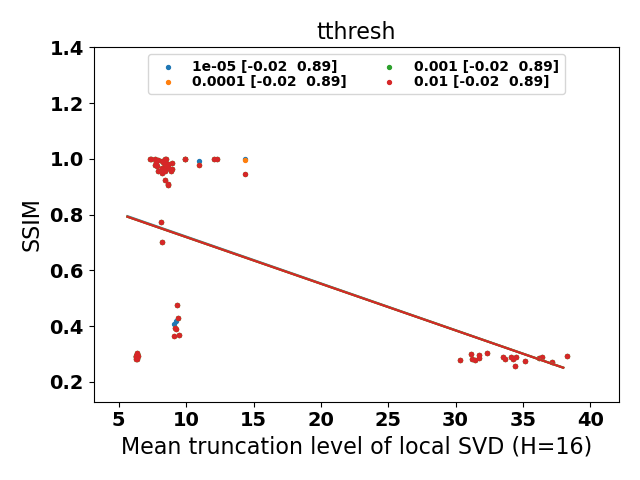 tthresh
1e-05 [-0.02  0.89]
0.0001 [-0.02  0.89]
0.001 [-0.02  0.89]
0.01 [-0.02  0.89]
SSIM
1.4
1.2
1.0
0.8
0.6
0.4
0.2
5 10 15 20 25 30 35 40
Mean truncation level of local SVD (H=16)